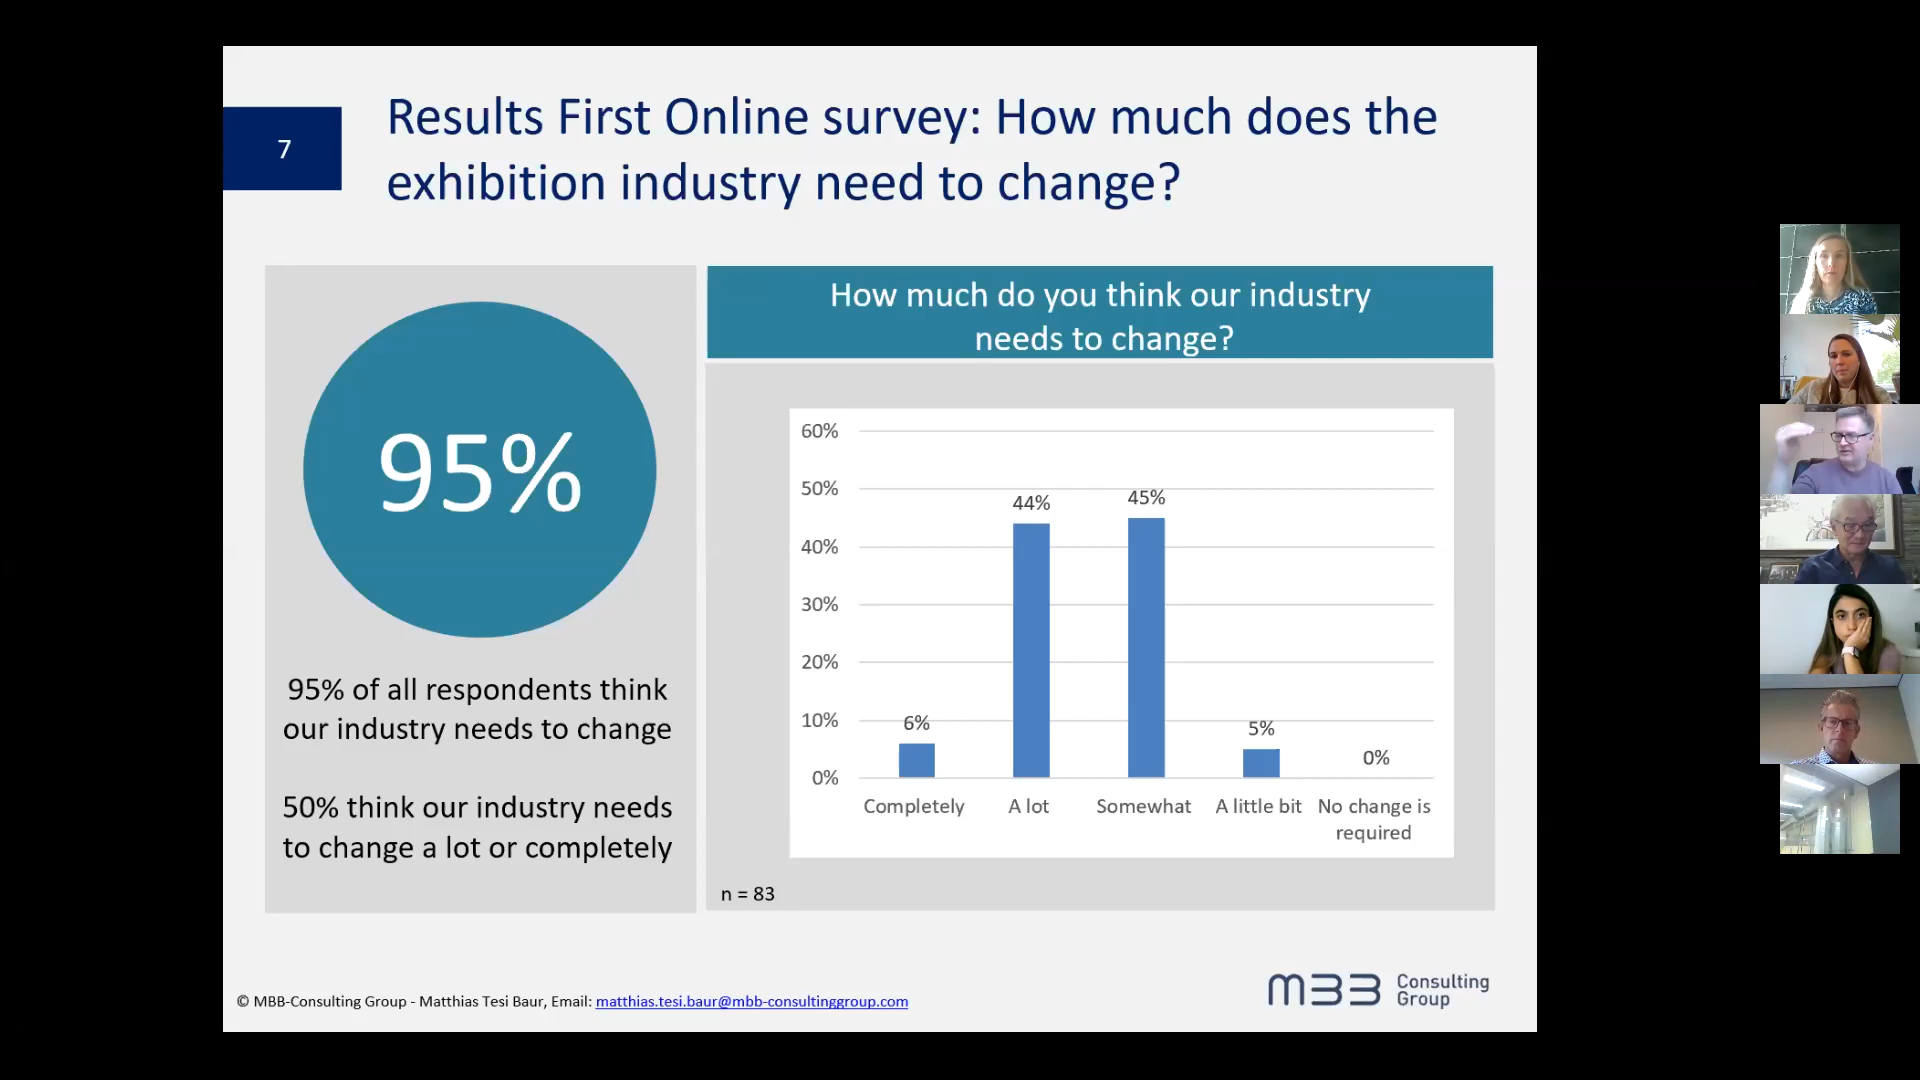 7
Results First Online survey: How much does the
exhibition industry need to change?
95%
95% of all respondents think
our industry needs to change
50% think our industry needs
to change a lot or completely
How much do you think our industry
needs to change?
60%
50%
40%
30%
20%
10%
0%
6%
44%
45%
5%
0%
Completely
A lot
Somewhat
A little bit
No change is
required
n = 83
© MBB-Consulting Group - Matthias Tesi Baur, Email: matthias.tesi.baur@mbb-consultinggroup.com
MBB Consulting
Group